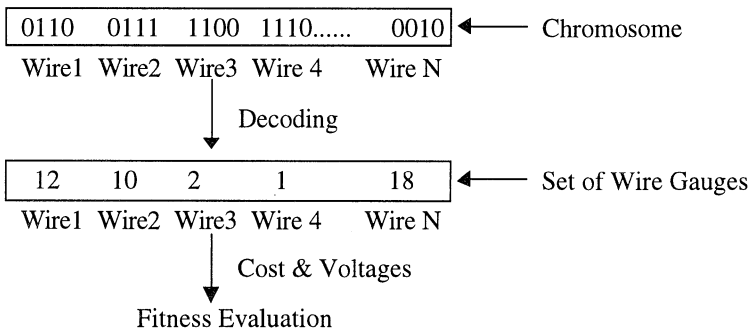 0110 0111 1100 1110...... 0010 Chromosome
Wire1 Wire2 Wire3 Wire 4 Wire N
Decoding
12 10 2 1 18 Set of Wire Gauges
Wire1 Wire2 Wire3 Wire 4 Wire N
Cost & Voltages
Fitness Evaluation